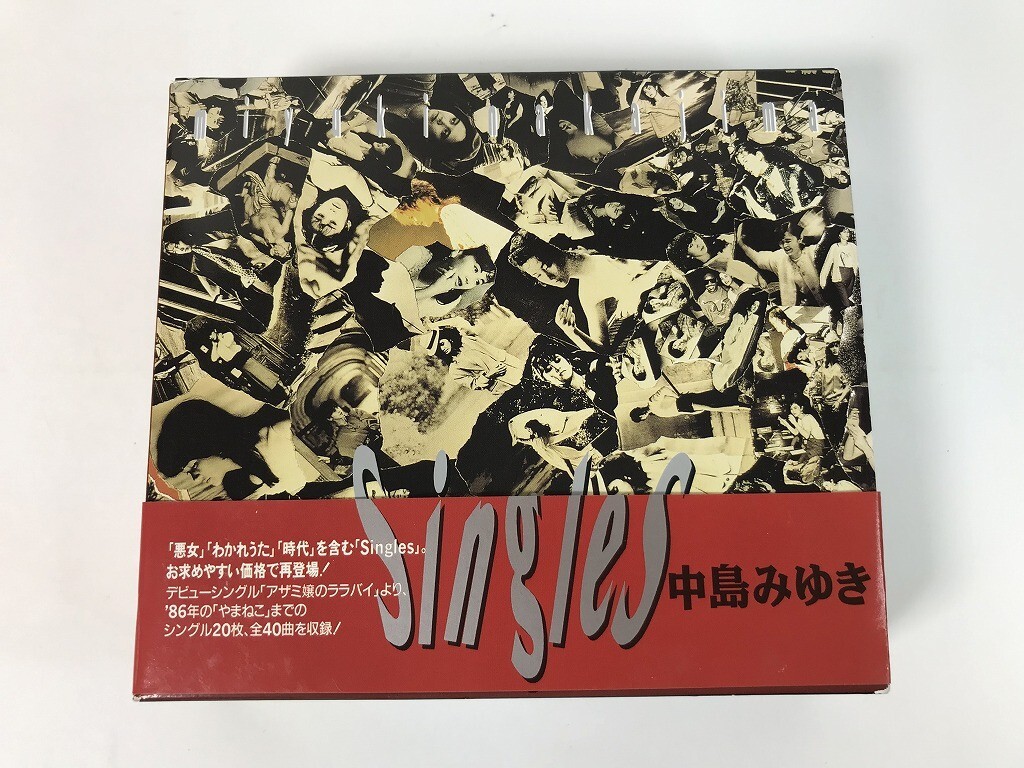 miyuki nakajima
Singles
「悪女」「わかれうた」「時代」を含む「Singles」。
お求めやすい価格で再登場!
デビューシングル「アザミ嬢のララバイ」より、
'86年の「やまねこ」までの
シングル20枚、全40曲を収録!
中島みゆき